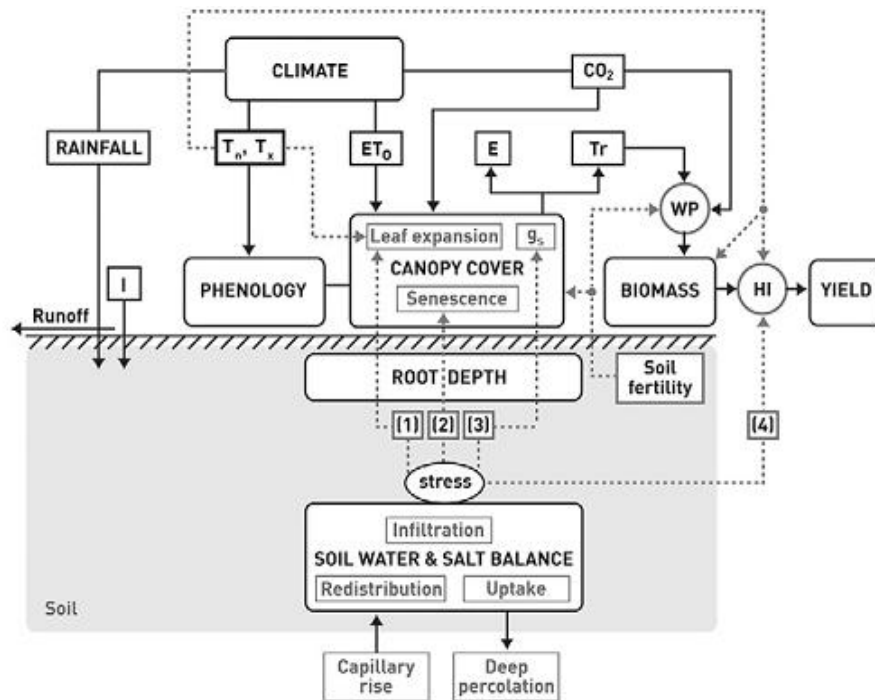 CLIMATE
CO₂
RAINFALL
Tₙ, Tₓ
ET₀
E
Tr
WP
Leaf expansion
gₛ
CANOPY COVER
Senescence
PHENOLOGY
I
BIOMASS
HI
YIELD
Runoff
ROOT DEPTH
Soil
fertility
(1)
(2)
(3)
(4)
stress
Infiltration
SOIL WATER & SALT BALANCE
Redistribution
Uptake
Soil
Capillary
rise
Deep
percolation